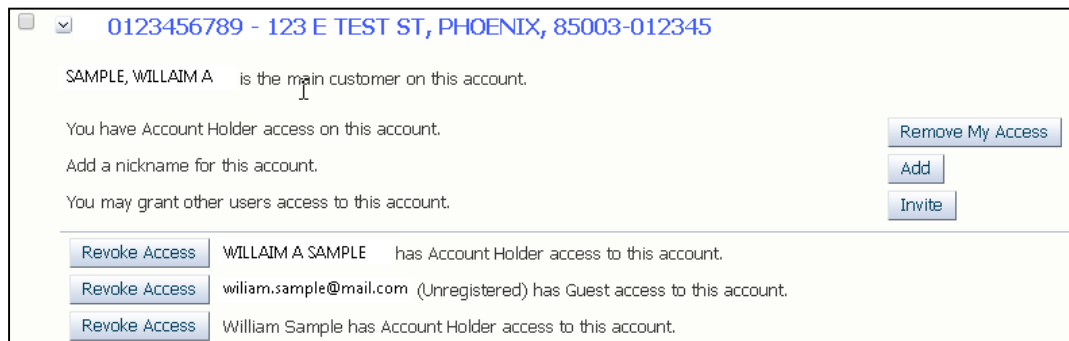 0123456789 - 123 E TEST ST, PHOENIX, 85003-012345
SAMPLE, WILLAIM A is the main customer on this account.
You have Account Holder access on this account. Remove My Access
Add a nickname for this account. Add
You may grant other users access to this account. Invite
Revoke Access WILLAIM A SAMPLE has Account Holder access to this account.
Revoke Access wiliam.sample@mail.com (Unregistered) has Guest access to this account.
Revoke Access William Sample has Account Holder access to this account.